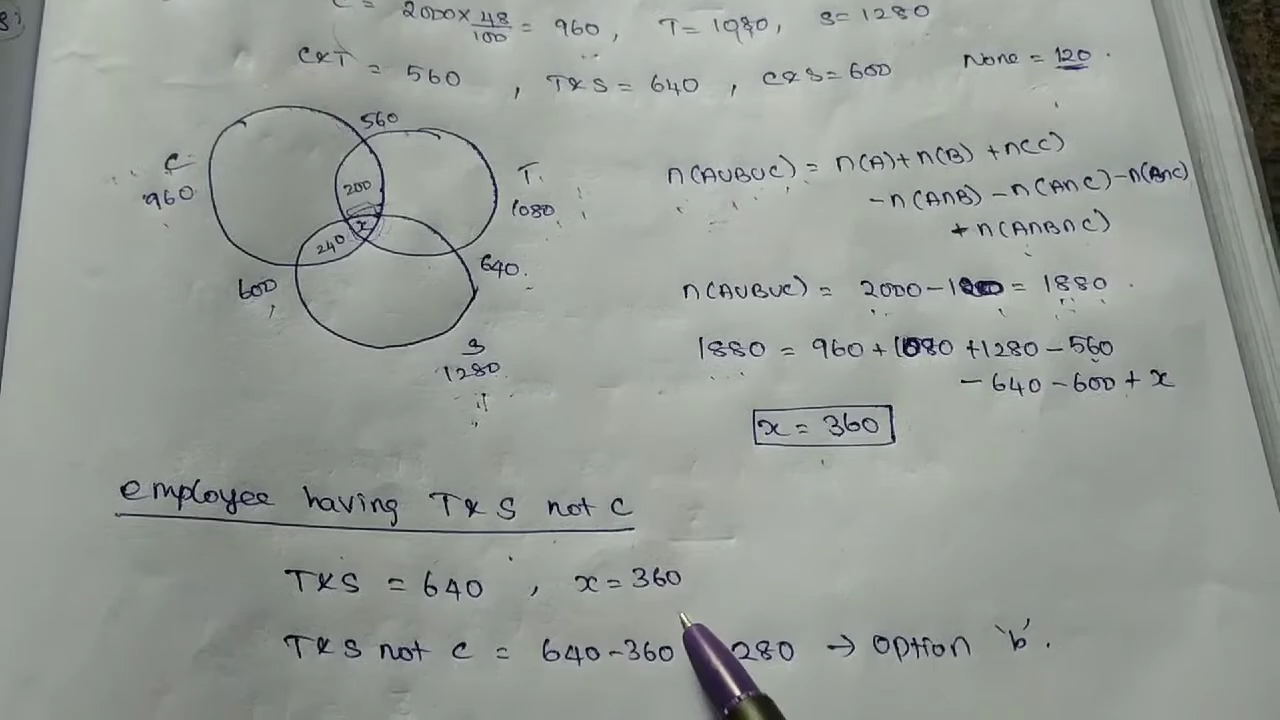 C = 2000 × 48/100 = 960, T = 1080, S = 1280
C&T = 560, T&S = 640, C&S = 600 None = 120.
560
C
960
T.
1080
200
x
240
600
640.
S
1280
n(AUBUC) = n(A) + n(B) + n(C)
- n(A∩B) - n(A∩C) - n(B∩C)
+ n(A∩B∩C)
n(AUBUC) = 2000 - 120 = 1880.
1880 = 960 + 1080 + 1280 - 560
- 640 - 600 + x
x = 360
employee having T&S not C
T&S = 640, x = 360
T&S not C = 640 - 360 280 → option 'b'.